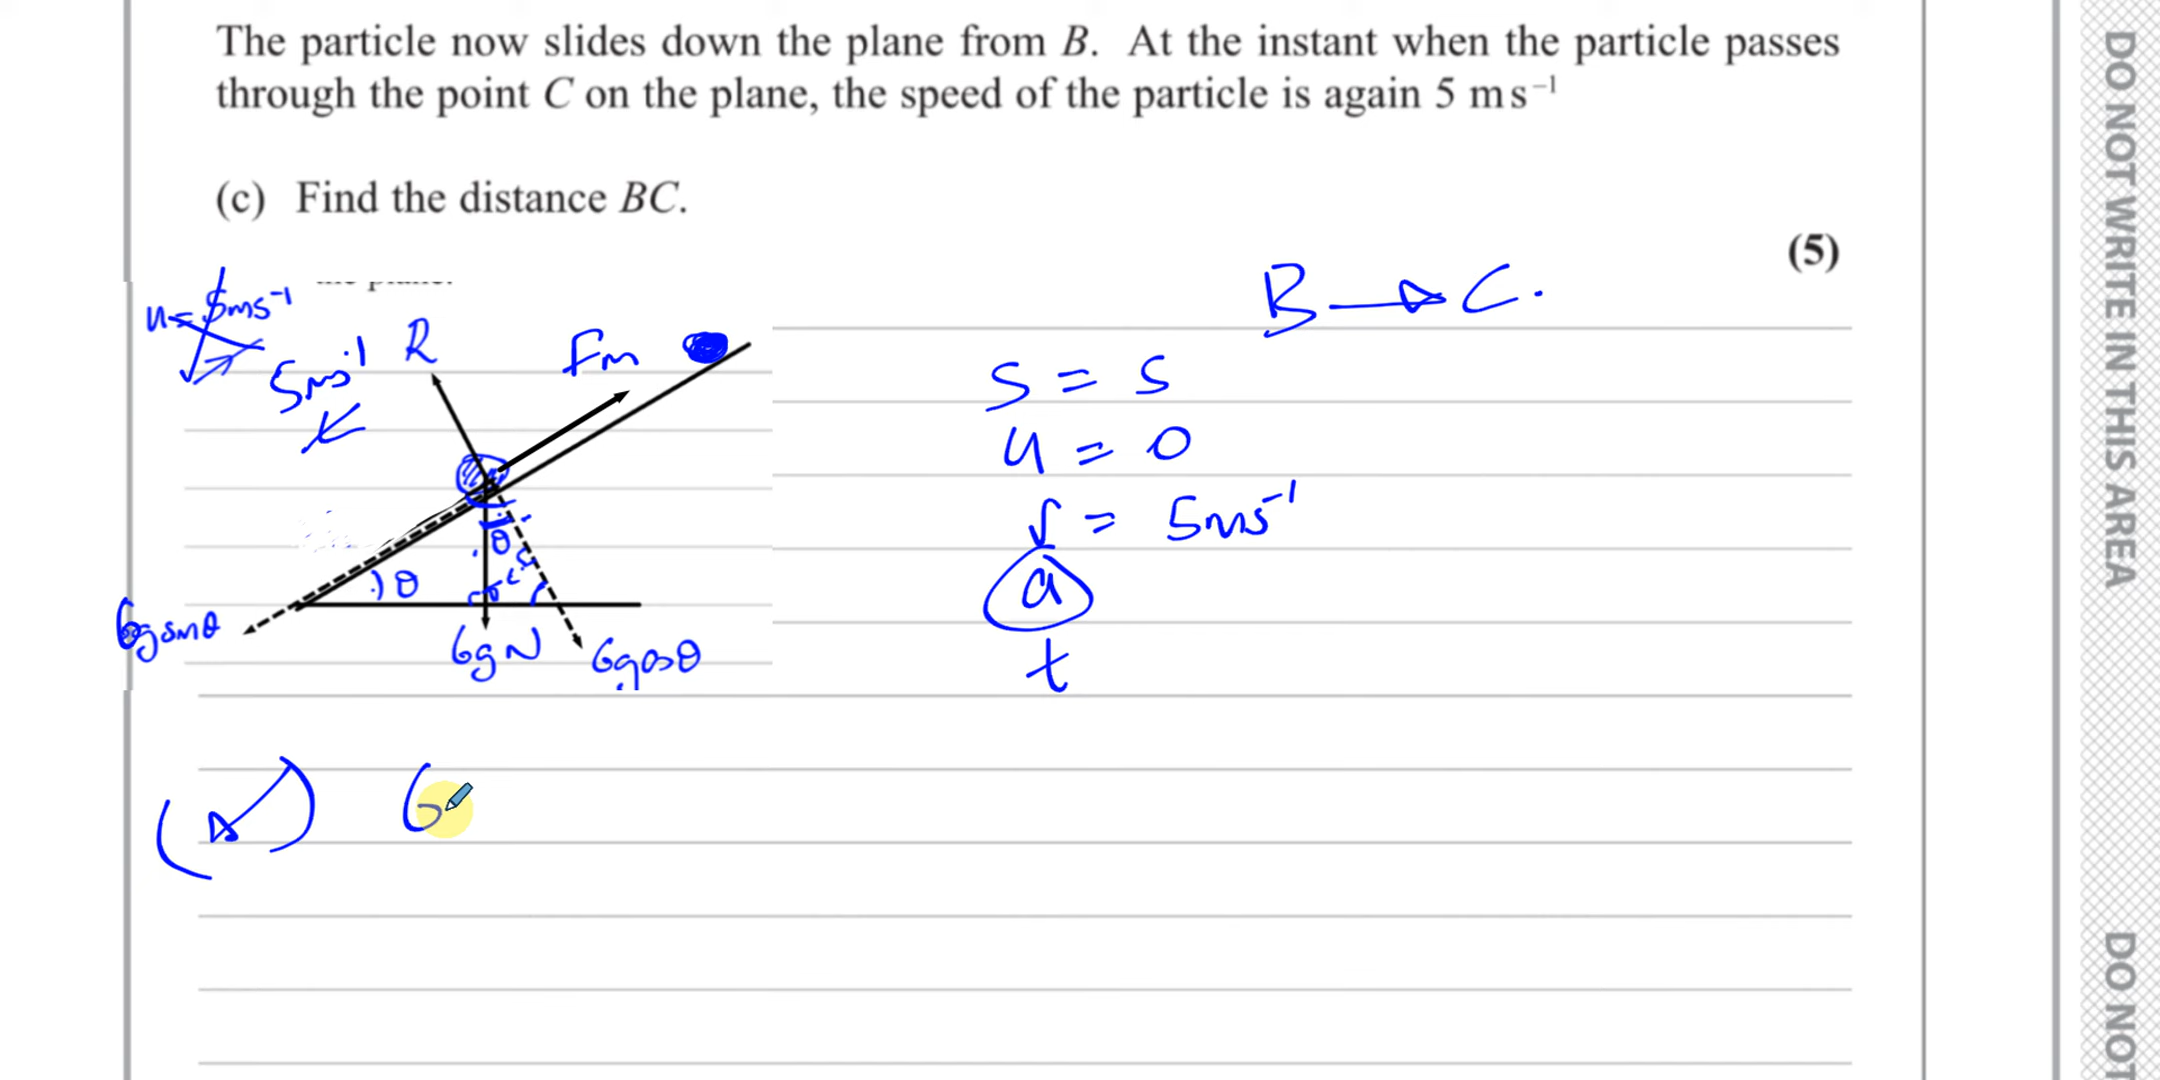 The particle now slides down the plane from B. At the instant when the particle passes
through the point C on the plane, the speed of the particle is again 5 m s⁻¹
(c) Find the distance BC.
(5)
B → C.
u = 5ms⁻¹
5ms⁻¹
R
Fm
θ
θ
6g sinθ
6gN
6gcosθ
S = S
u = 0
v = 5ms⁻¹
a
t
(↙) 6
DO NOT WRITE IN THIS AREA
DO NOT